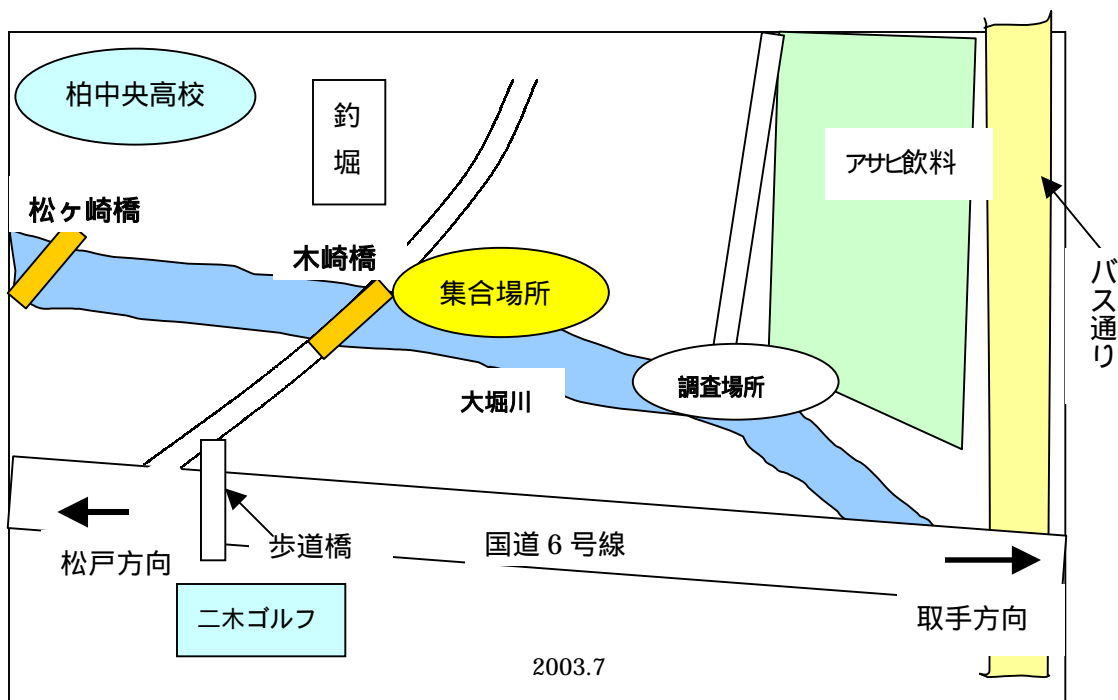 柏中央高校
釣
堀
アサヒ飲料
松ヶ崎橋
木崎橋
集合場所
バス通り
調査場所
大堀川
歩道橋
国道6号線
松戸方向
二木ゴルフ
取手方向
2003.7